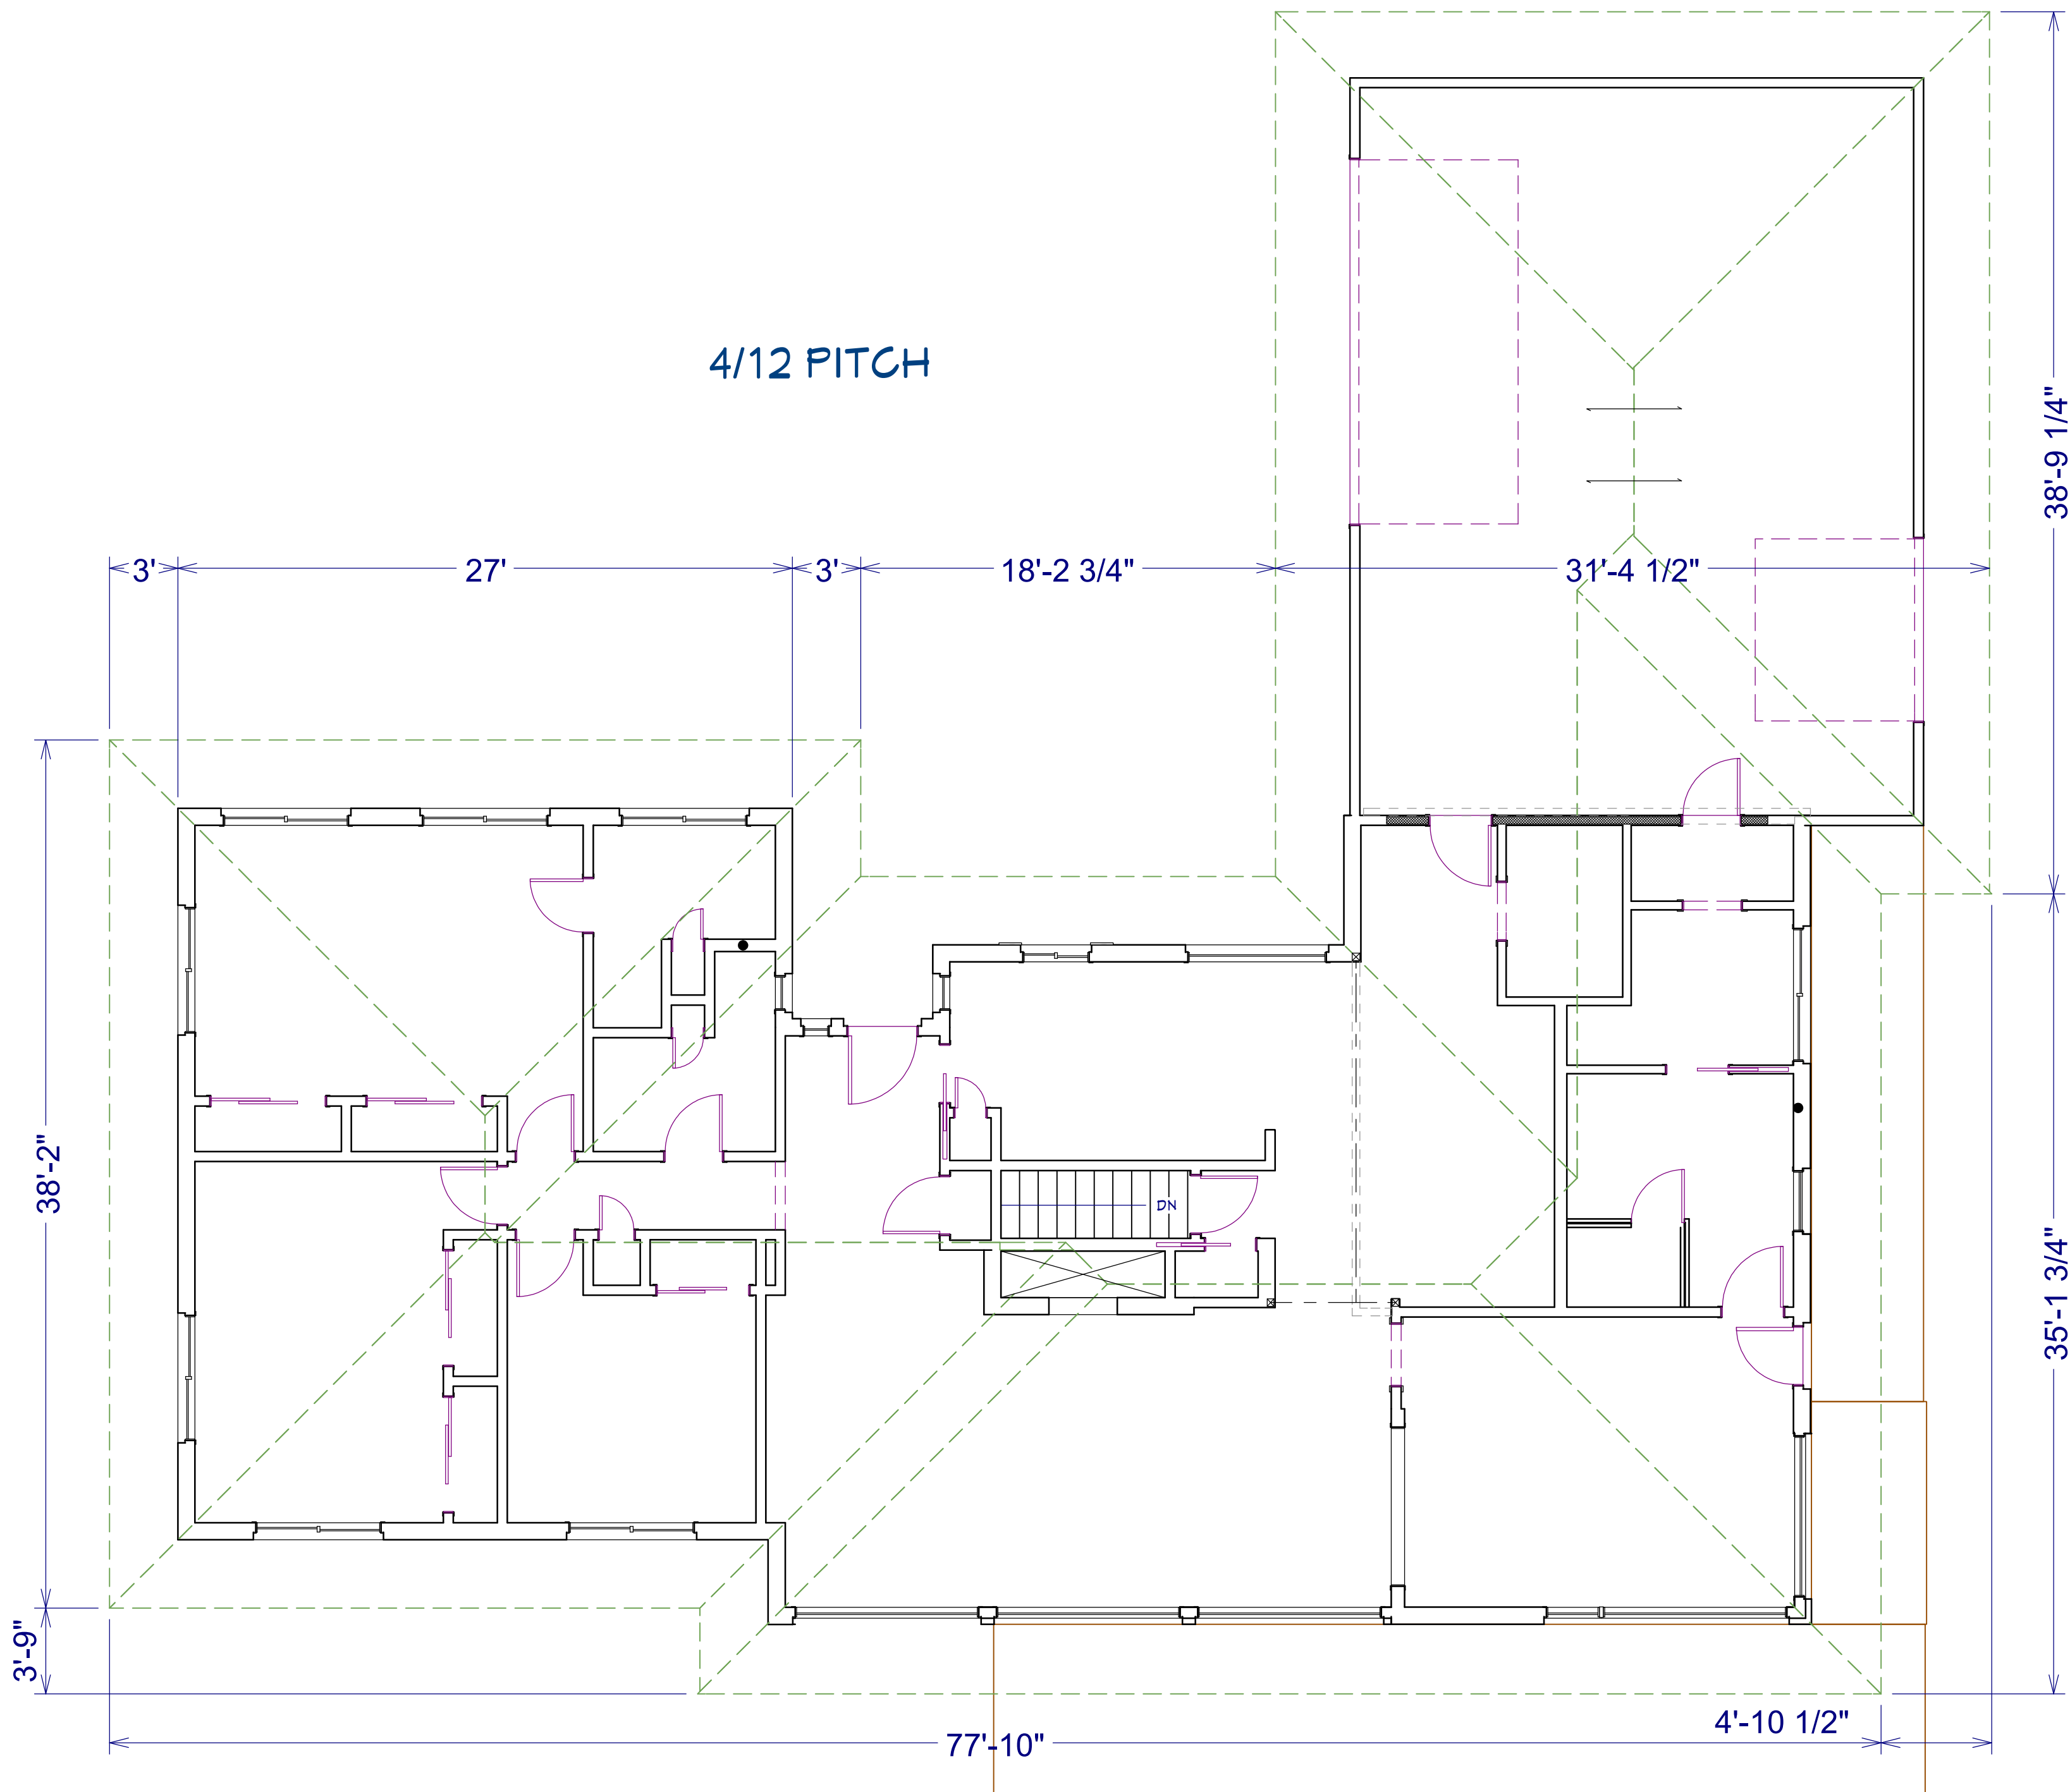 4/12 PITCH
38'-9 1/4"
3' 27' 3' 18'-2 3/4" 31'-4 1/2"
38'-2"
DN
35'-1 3/4"
3'-9"
4'-10 1/2"
77'-10"